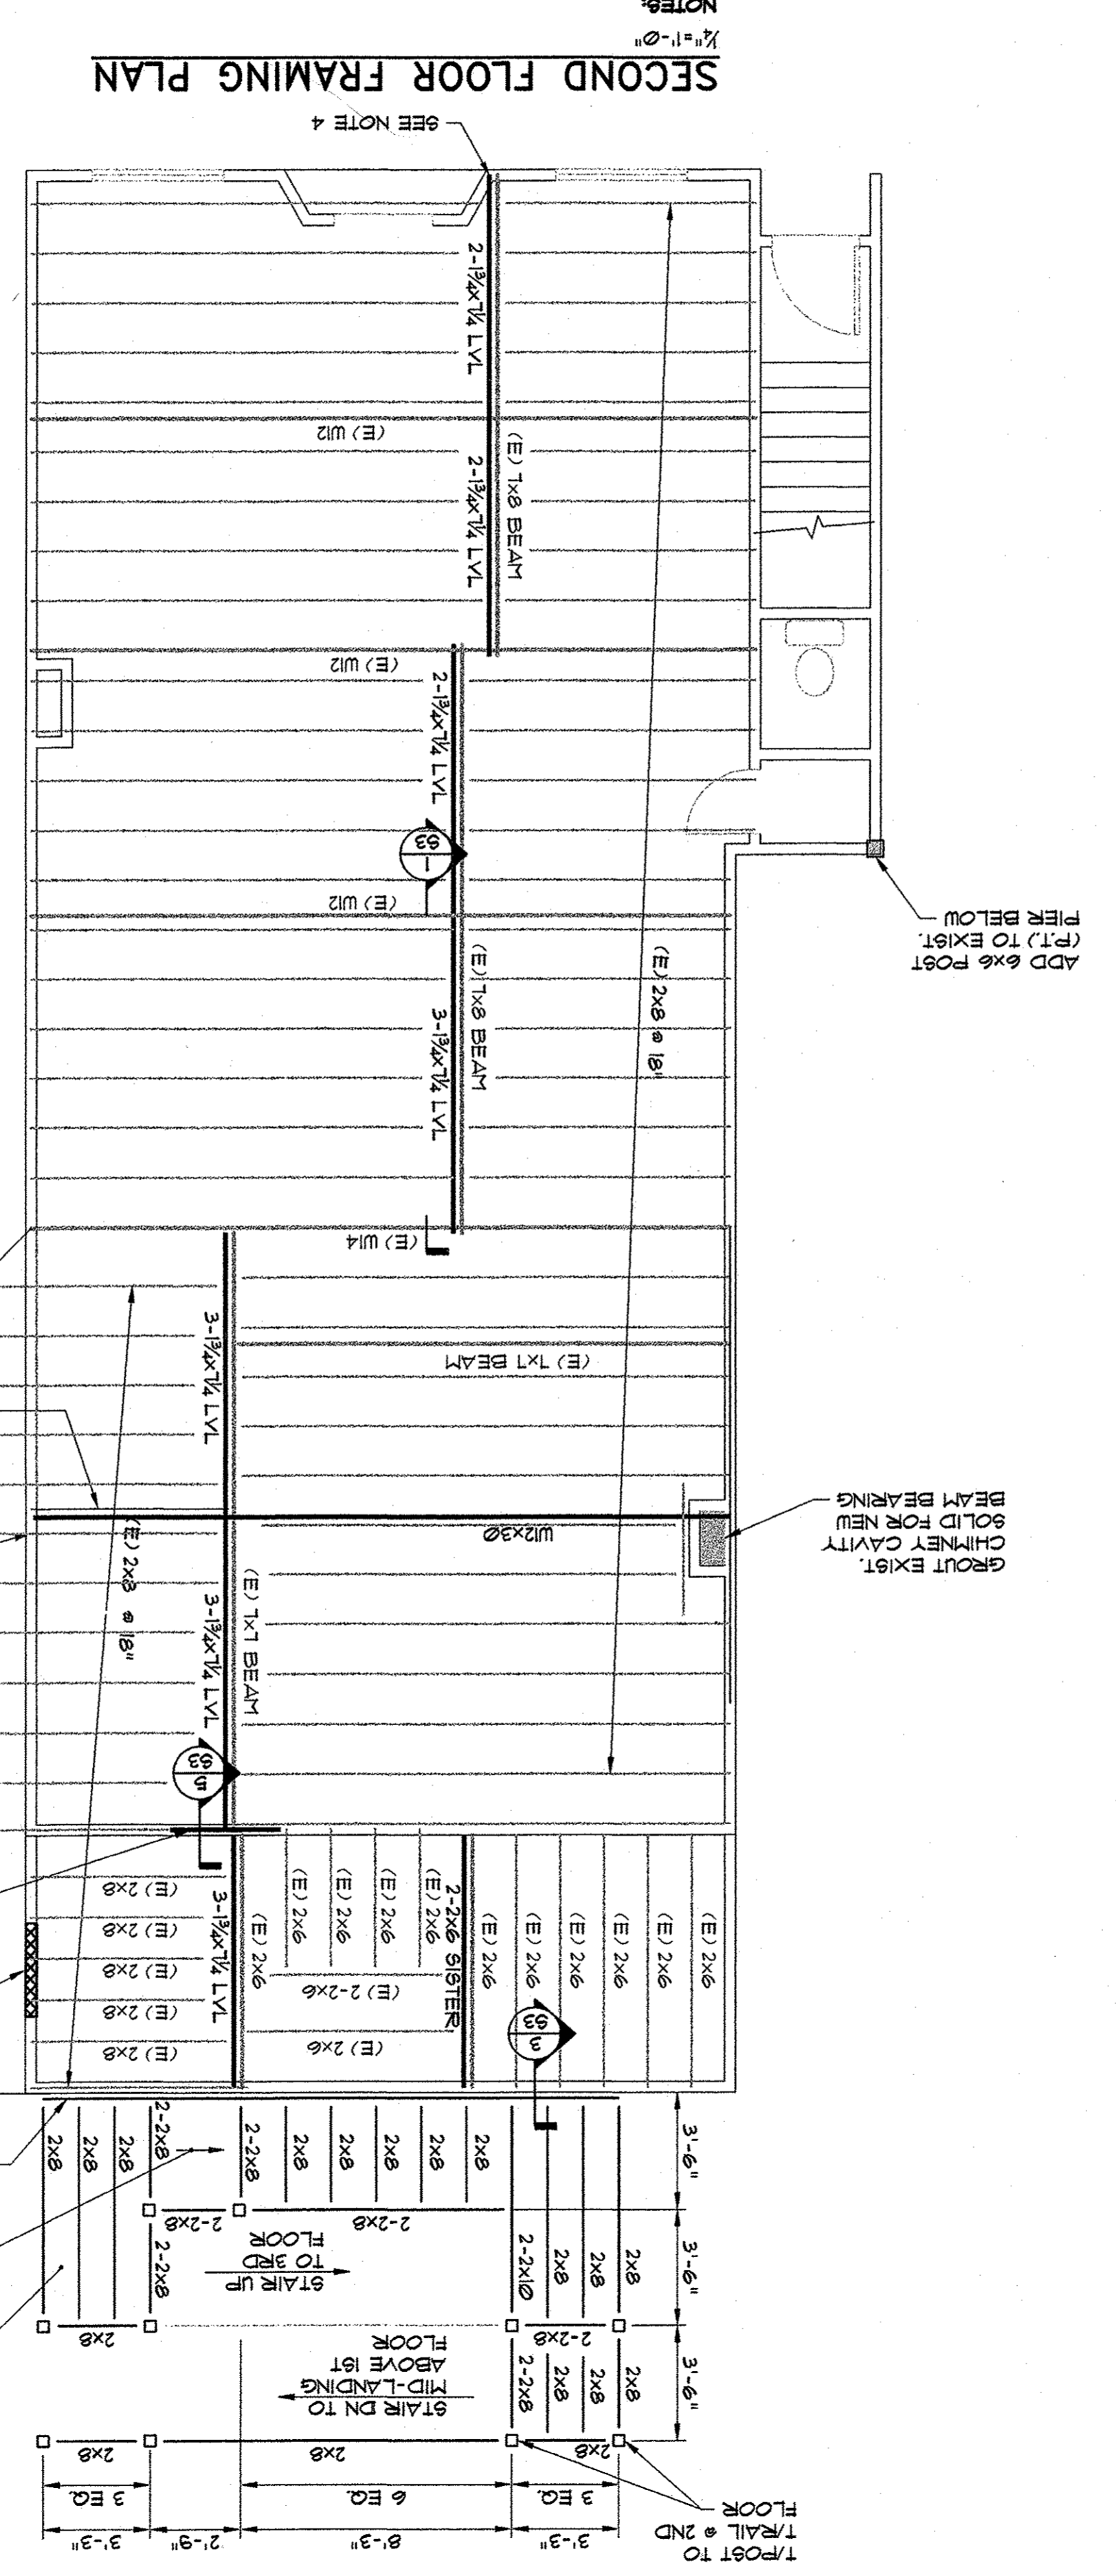 NOTES:
¼"=1'-0"
SECOND FLOOR FRAMING PLAN
SEE NOTE 4
2-1¾x7¼ LVL
(E) W12
(E) 7x8 BEAM
2-1¾x7¼ LVL
(E) W12
2-1¾x7¼ LVL
1
S3
(E) W12
ADD 6x6 POST
(P.T.) TO EXIST.
PIER BELOW
(E) 7x8 BEAM
(E) 2x8 @ 18"
3-1¾x7¼ LVL
(E) W14
3-1¾x7¼ LVL
(E) 7x7 BEAM
GROUT EXIST.
CHIMNEY CAVITY
SOLID FOR NEW
BEAM BEARING
W12x30
(E) 2x8 @ 18"
3-1¾x7¼ LVL
(E) 7x7 BEAM
5
S3
(E) 2x8
(E) 2x8
(E) 2x8
(E) 2x8
(E) 2x8
3-1¾x7¼ LVL
(E) 2x6
(E) 2x6
(E) 2x6
(E) 2x6
(E) 2x6
2-2x6 SISTER
(E) 2-2x6
(E) 2x6
(E) 2x6
(E) 2x6
(E) 2x6
(E) 2x6
(E) 2x6
(E) 2x6
3
S3
2x8
2x8
2x8
2-2x8
2-2x8
2x8
2x8
2x8
2x8
2x8
3'-6"
2-2x8
2-2x8
STAIR UP
TO 3RD
FLOOR
2-2x8
2-2x10
2x8
2x8
2x8
3'-6"
2x8
2-2x8
STAIR DN TO
MID-LANDING
ABOVE 1ST
FLOOR
2-2x8
2x8
2x8
2x8
3'-6"
2x8
2x8
2x8
3 EQ.
6 EQ.
3 EQ.
3'-3"
2'-9"
8'-3"
3'-3"
T/POST TO
T/RAIL @ 2ND
FLOOR